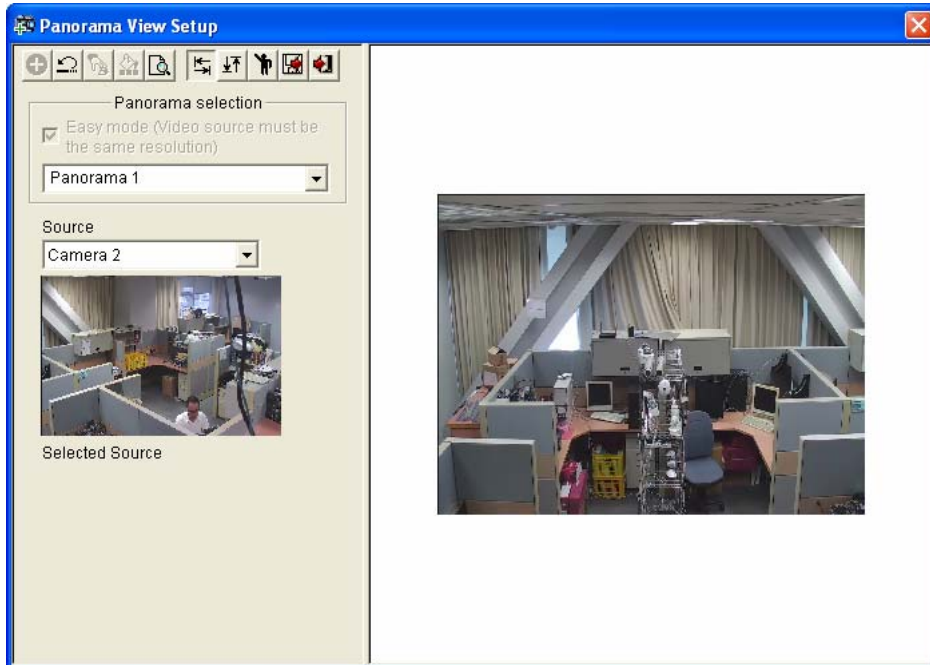 Panorama View Setup
Panorama selection
Easy mode (Video source must be
the same resolution)
Panorama 1
Source
Camera 2
Selected Source